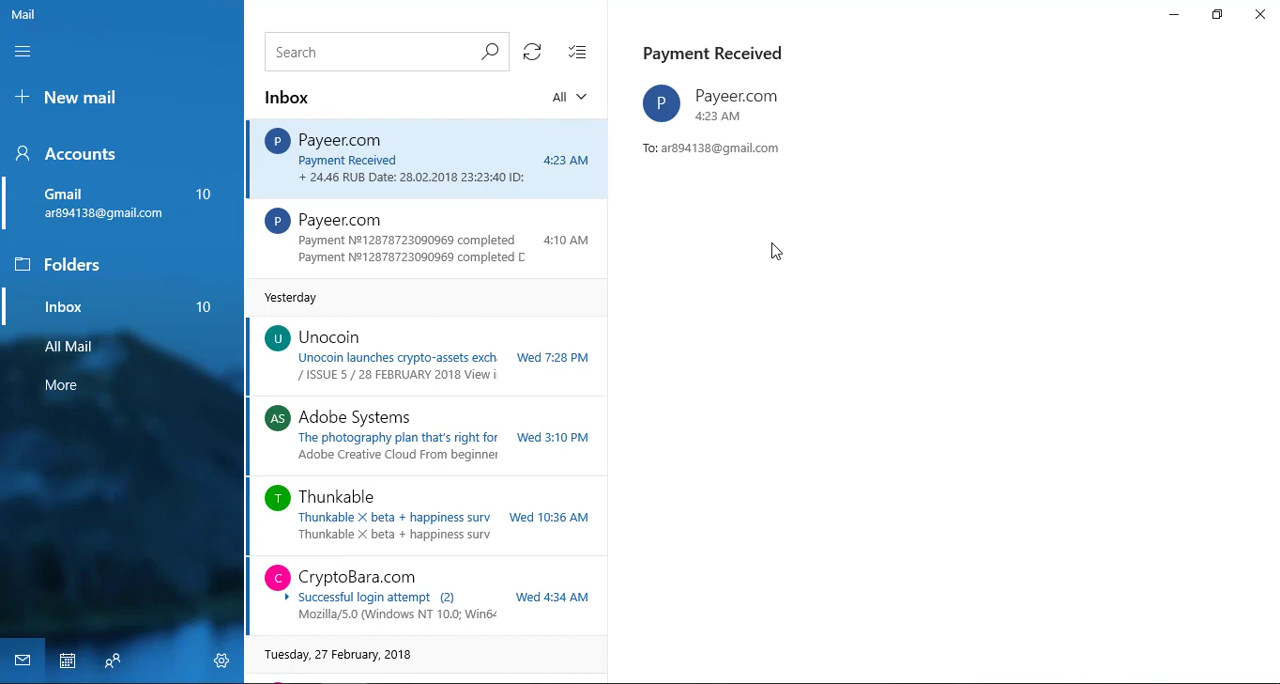 Mail
New mail
Accounts
Gmail 10
ar894138@gmail.com
Folders
Inbox 10
All Mail
More
Search
Inbox All
P Payeer.com
Payment Received 4:23 AM
+ 24.46 RUB Date: 28.02.2018 23:23:40 ID:
P Payeer.com
Payment №12878723090969 completed 4:10 AM
Payment №12878723090969 completed D
Yesterday
U Unocoin
Unocoin launches crypto-assets exch Wed 7:28 PM
/ ISSUE 5 / 28 FEBRUARY 2018 View i
AS Adobe Systems
The photography plan that's right for Wed 3:10 PM
Adobe Creative Cloud From beginner
T Thunkable
Thunkable X beta + happiness surv Wed 10:36 AM
Thunkable X beta + happiness surv
C CryptoBara.com
Successful login attempt (2) Wed 4:34 AM
Mozilla/5.0 (Windows NT 10.0; Win64
Tuesday, 27 February, 2018
Payment Received
P Payeer.com
4:23 AM
To: ar894138@gmail.com